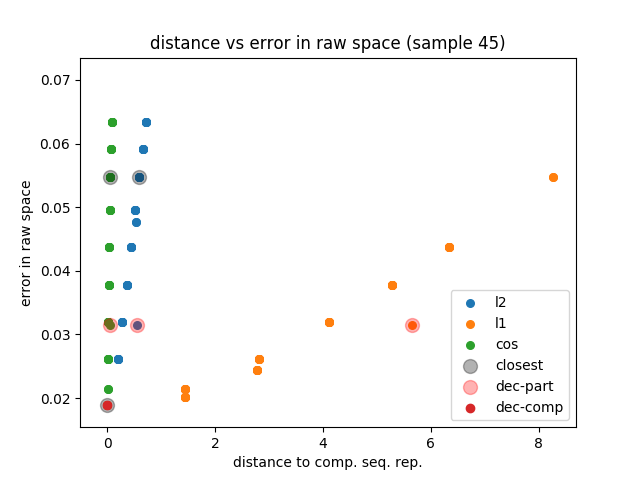 distance vs error in raw space (sample 45)
error in raw space
0.07
0.06
0.05
0.04
0.03
0.02
l2
l1
cos
closest
dec-part
dec-comp
0 2 4 6 8
distance to comp. seq. rep.